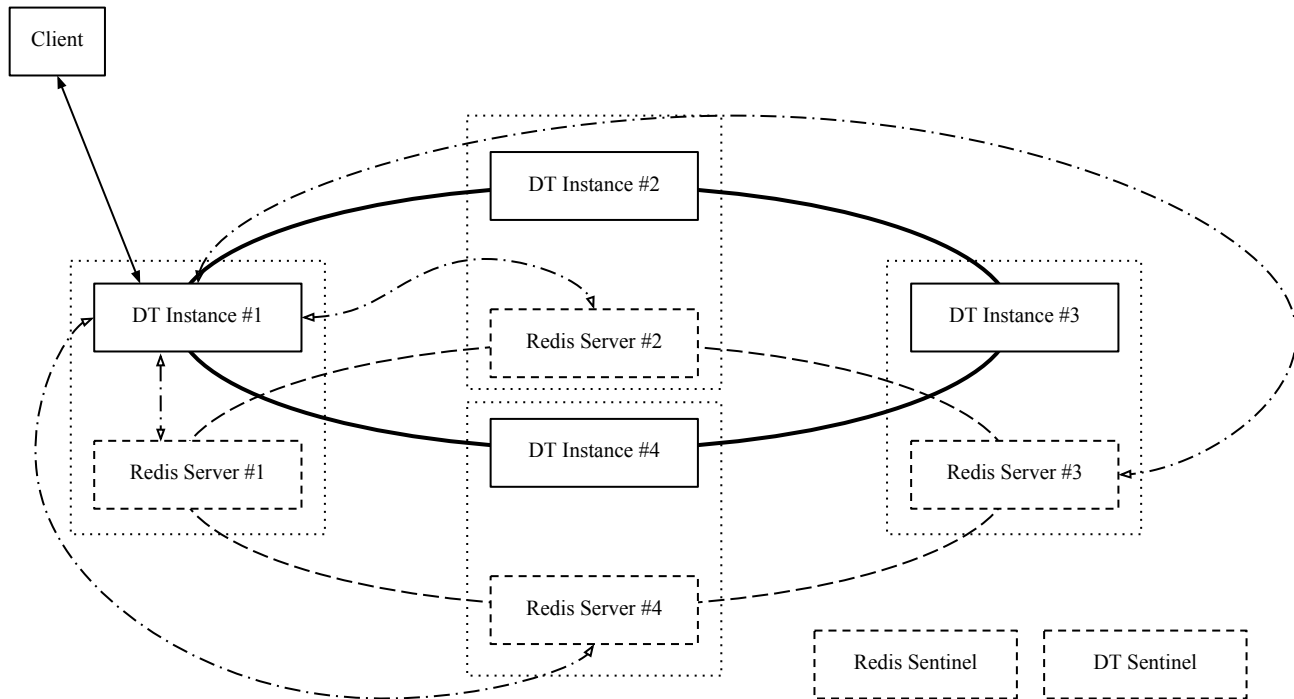 Client
DT Instance #2
DT Instance #1
DT Instance #3
Redis Server #2
DT Instance #4
Redis Server #1
Redis Server #3
Redis Server #4
Redis Sentinel
DT Sentinel